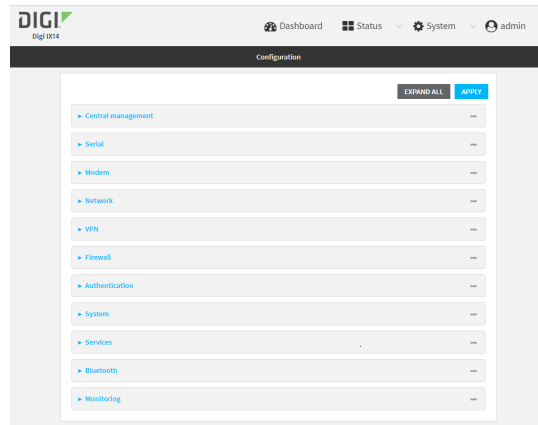 DIGI
Digi IX14
Dashboard
Status
System
admin
Configuration
EXPAND ALL
APPLY
Central management
Serial
Modem
Network
VPN
Firewall
Authentication
System
Services
Bluetooth
Monitoring